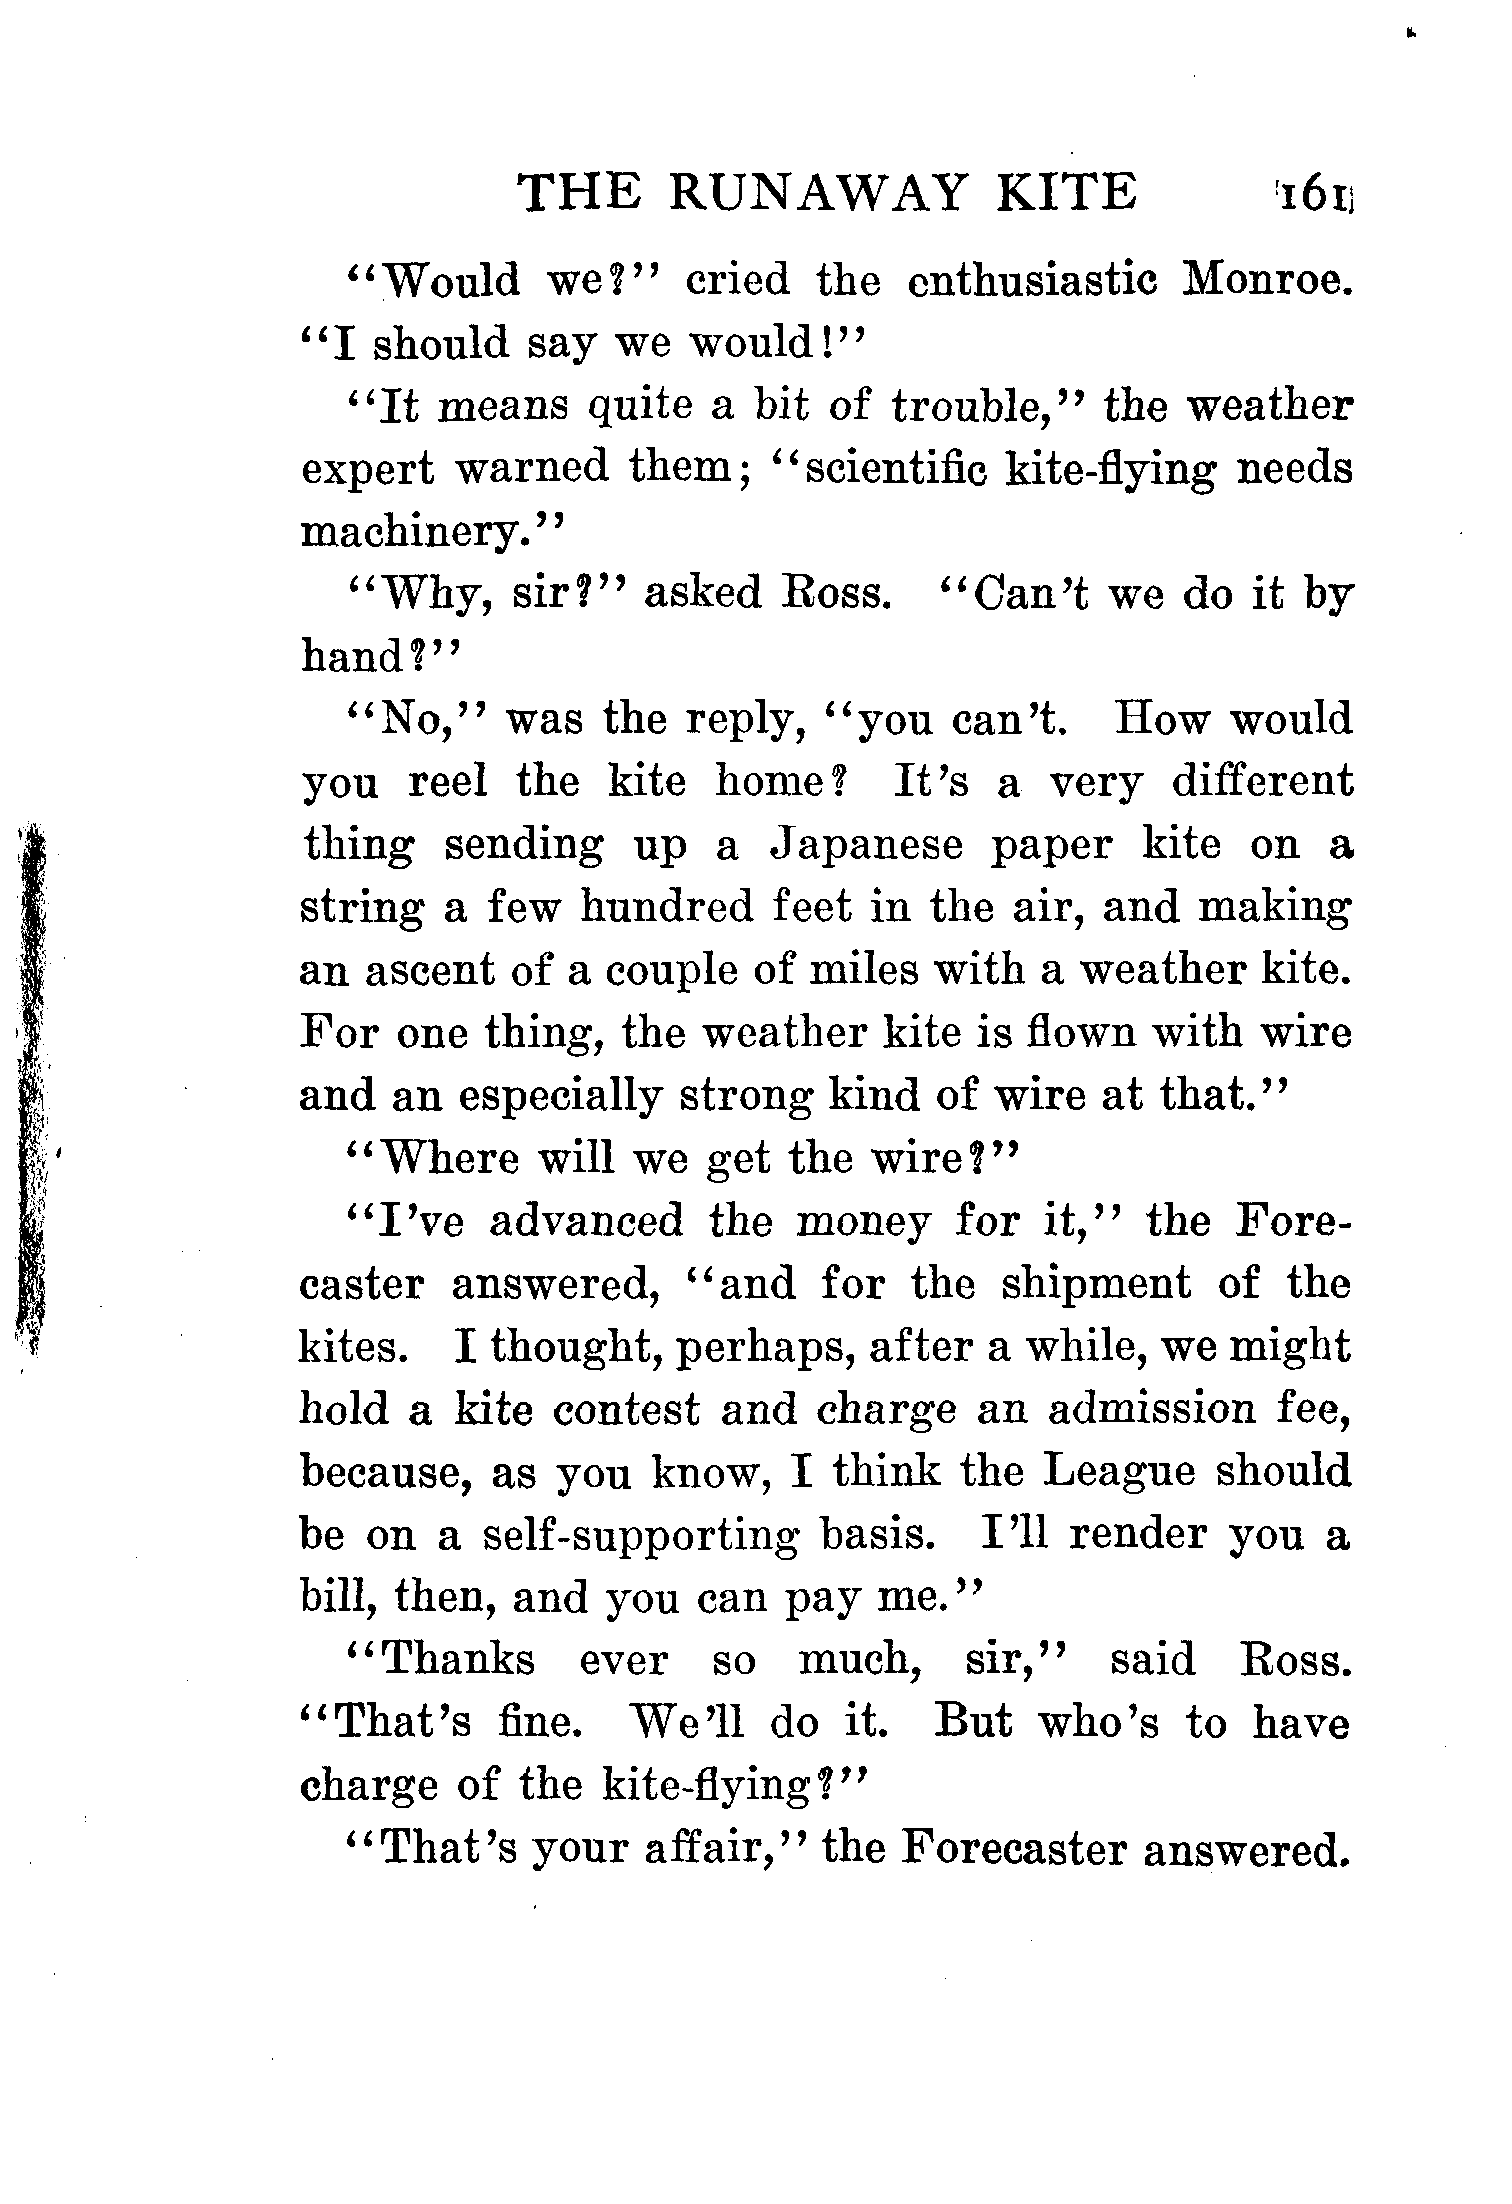 THE RUNAWAY KITE 161
"Would we?" cried the enthusiastic Monroe.
"I should say we would!"
"It means quite a bit of trouble," the weather
expert warned them; "scientific kite-flying needs
machinery."
"Why, sir?" asked Ross. "Can't we do it by
hand?"
"No," was the reply, "you can't. How would
you reel the kite home? It's a very different
thing sending up a Japanese paper kite on a
string a few hundred feet in the air, and making
an ascent of a couple of miles with a weather kite.
For one thing, the weather kite is flown with wire
and an especially strong kind of wire at that."
"Where will we get the wire?"
"I've advanced the money for it," the Fore-
caster answered, "and for the shipment of the
kites. I thought, perhaps, after a while, we might
hold a kite contest and charge an admission fee,
because, as you know, I think the League should
be on a self-supporting basis. I'll render you a
bill, then, and you can pay me."
"Thanks ever so much, sir," said Ross.
"That's fine. We'll do it. But who's to have
charge of the kite-flying?"
"That's your affair," the Forecaster answered.